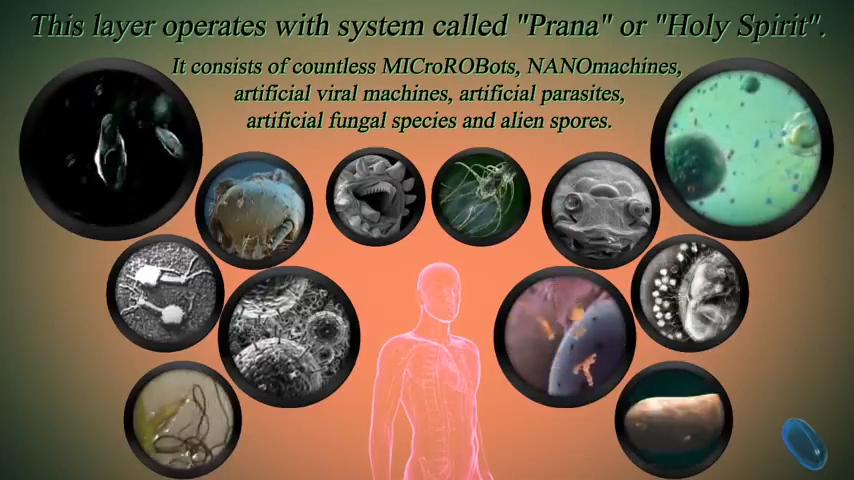 This layer operates with system called "Prana" or "Holy Spirit".
It consists of countless MICroROBots, NANOmachines,
artificial viral machines, artificial parasites,
artificial fungal species and alien spores.